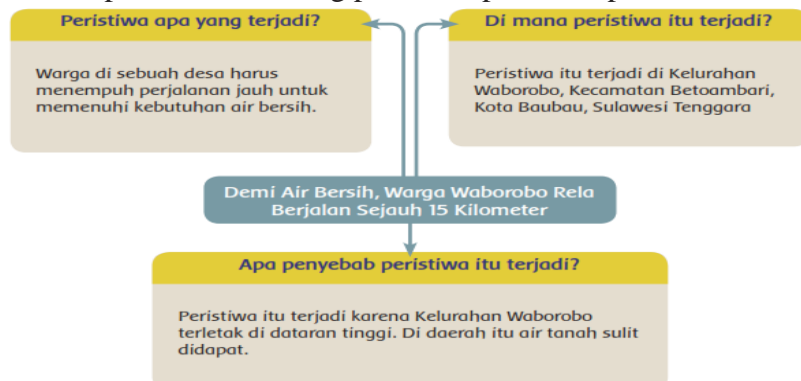 Peristiwa apa yang terjadi?
Warga di sebuah desa harus
menempuh perjalanan jauh untuk
memenuhi kebutuhan air bersih.
Di mana peristiwa itu terjadi?
Peristiwa itu terjadi di Kelurahan
Waborobo, Kecamatan Betoambari,
Kota Baubau, Sulawesi Tenggara
Demi Air Bersih, Warga Waborobo Rela
Berjalan Sejauh 15 Kilometer
Apa penyebab peristiwa itu terjadi?
Peristiwa itu terjadi karena Kelurahan Waborobo
terletak di dataran tinggi. Di daerah itu air tanah sulit
didapat.